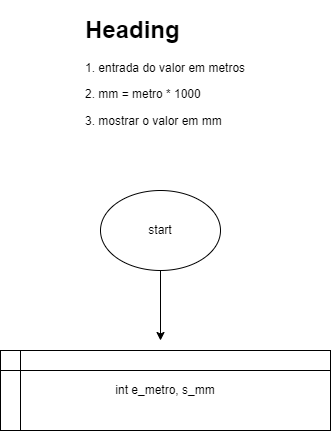 Heading
1. entrada do valor em metros
2. mm = metro * 1000
3. mostrar o valor em mm
start
int e_metro, s_mm